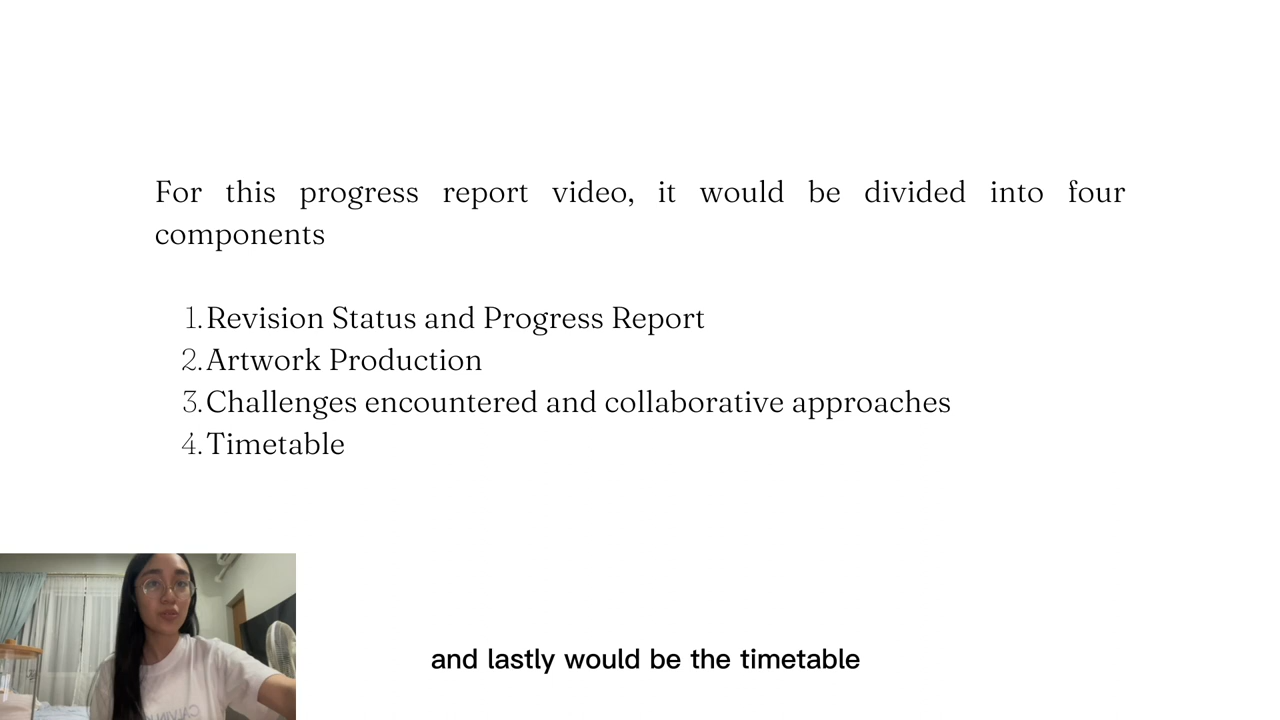 For this progress report video, it would be divided into four
components
1. Revision Status and Progress Report
2. Artwork Production
3. Challenges encountered and collaborative approaches
4. Timetable
and lastly would be the timetable